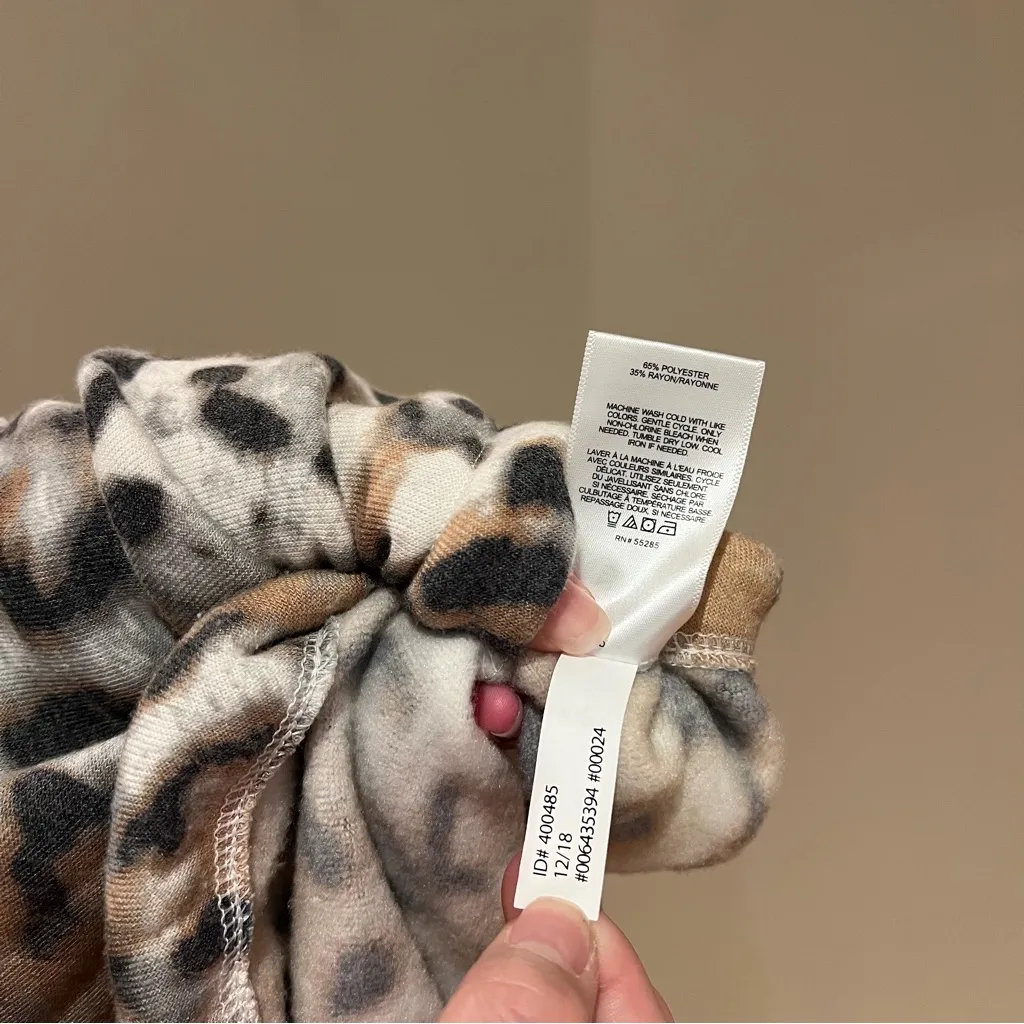 65% POLYESTER
35% RAYON/RAYONNE
MACHINE WASH COLD WITH LIKE
COLORS. GENTLE CYCLE. ONLY
NON-CHLORINE BLEACH WHEN
NEEDED. TUMBLE DRY LOW. COOL
IRON IF NEEDED.
LAVER À LA MACHINE À L'EAU FROIDE
AVEC COULEURS SIMILAIRES. CYCLE
DÉLICAT. UTILISEZ SEULEMENT
DU JAVELLISANT SANS CHLORE
SI NÉCESSAIRE. SÉCHAGE PAR
CULBUTAGE À TEMPÉRATURE BASSE.
REPASSAGE DOUX, SI NÉCESSAIRE.
RN# 55285
ID# 400485
12/18
#006435394 #00024